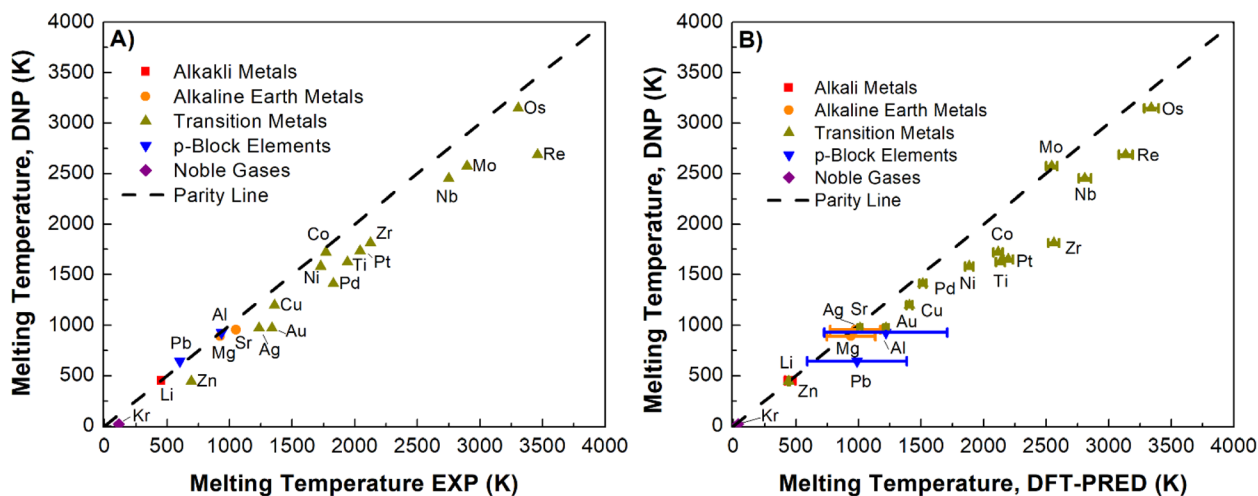 A)
Melting Temperature, DNP (K)
4000
3500
3000
2500
2000
1500
1000
500
0
Alkakli Metals
Alkaline Earth Metals
Transition Metals
p-Block Elements
Noble Gases
Parity Line
Os
Re
Mo
Nb
Co
Zr
Pt
Ti
Ni
Pd
Cu
Al
Au
Sr
Ag
Mg
Pb
Zn
Li
Kr
0 500 1000 1500 2000 2500 3000 3500 4000
Melting Temperature EXP (K)
B)
Melting Temperature, DNP (K)
4000
3500
3000
2500
2000
1500
1000
500
0
Alkali Metals
Alkaline Earth Metals
Transition Metals
p-Block Elements
Noble Gases
Parity Line
Os
Mo
Re
Nb
Co
Zr
Pt
Ti
Ni
Pd
Cu
Ag
Sr
Au
Al
Mg
Pb
Li
Zn
Kr
0 500 1000 1500 2000 2500 3000 3500 4000
Melting Temperature, DFT-PRED (K)